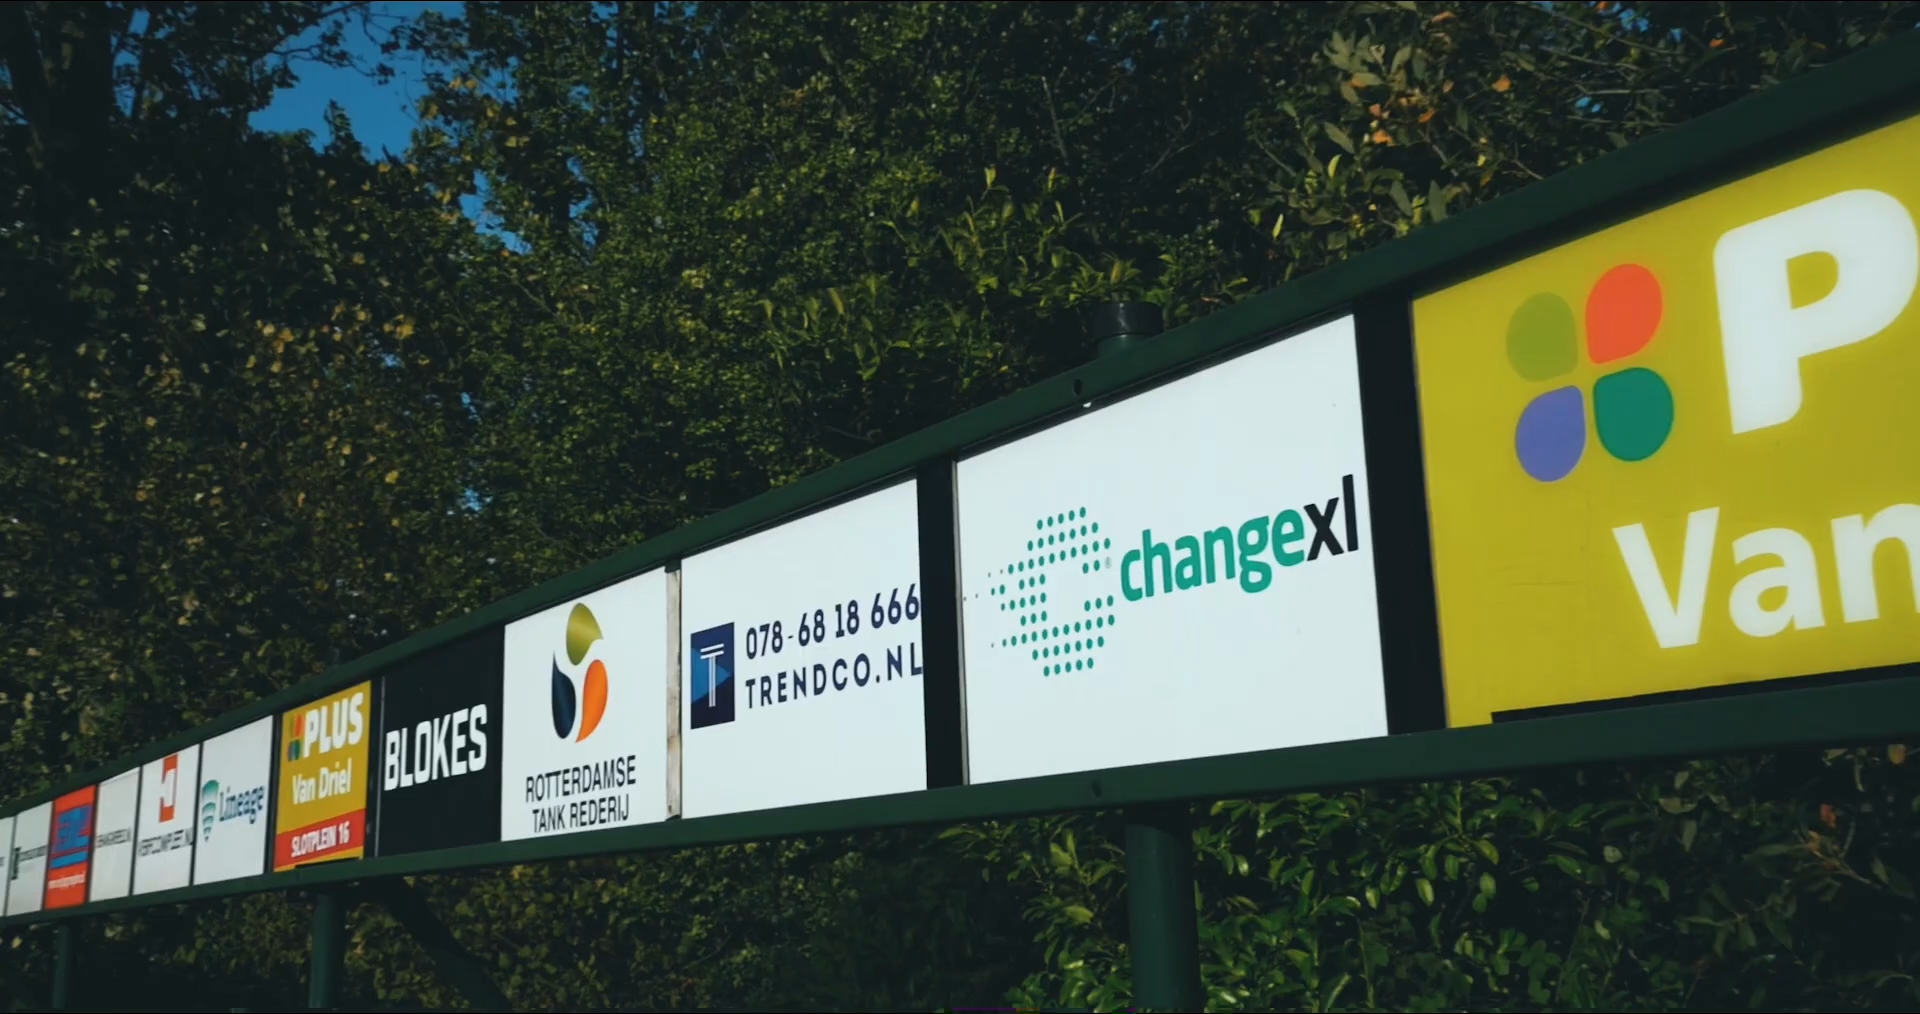 Lineage
PLUS
Van Driel
SLOTPLEIN 16
BLOKES
ROTTERDAMSE
TANK REDERIJ
078-68 18 666
TRENDCO.NL
changexl
P
Van